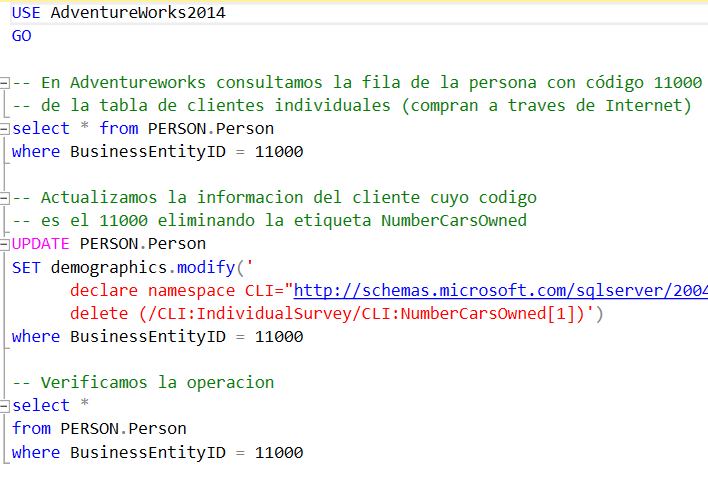 USE AdventureWorks2014
GO
-- En Adventureworks consultamos la fila de la persona con código 11000
-- de la tabla de clientes individuales (compran a traves de Internet)
select * from PERSON.Person
where BusinessEntityID = 11000
-- Actualizamos la informacion del cliente cuyo codigo
-- es el 11000 eliminando la etiqueta NumberCarsOwned
UPDATE PERSON.Person
SET demographics.modify('
declare namespace CLI="http://schemas.microsoft.com/sqlserver/2004
delete (/CLI:IndividualSurvey/CLI:NumberCarsOwned[1])')
where BusinessEntityID = 11000
-- Verificamos la operacion
select *
from PERSON.Person
where BusinessEntityID = 11000